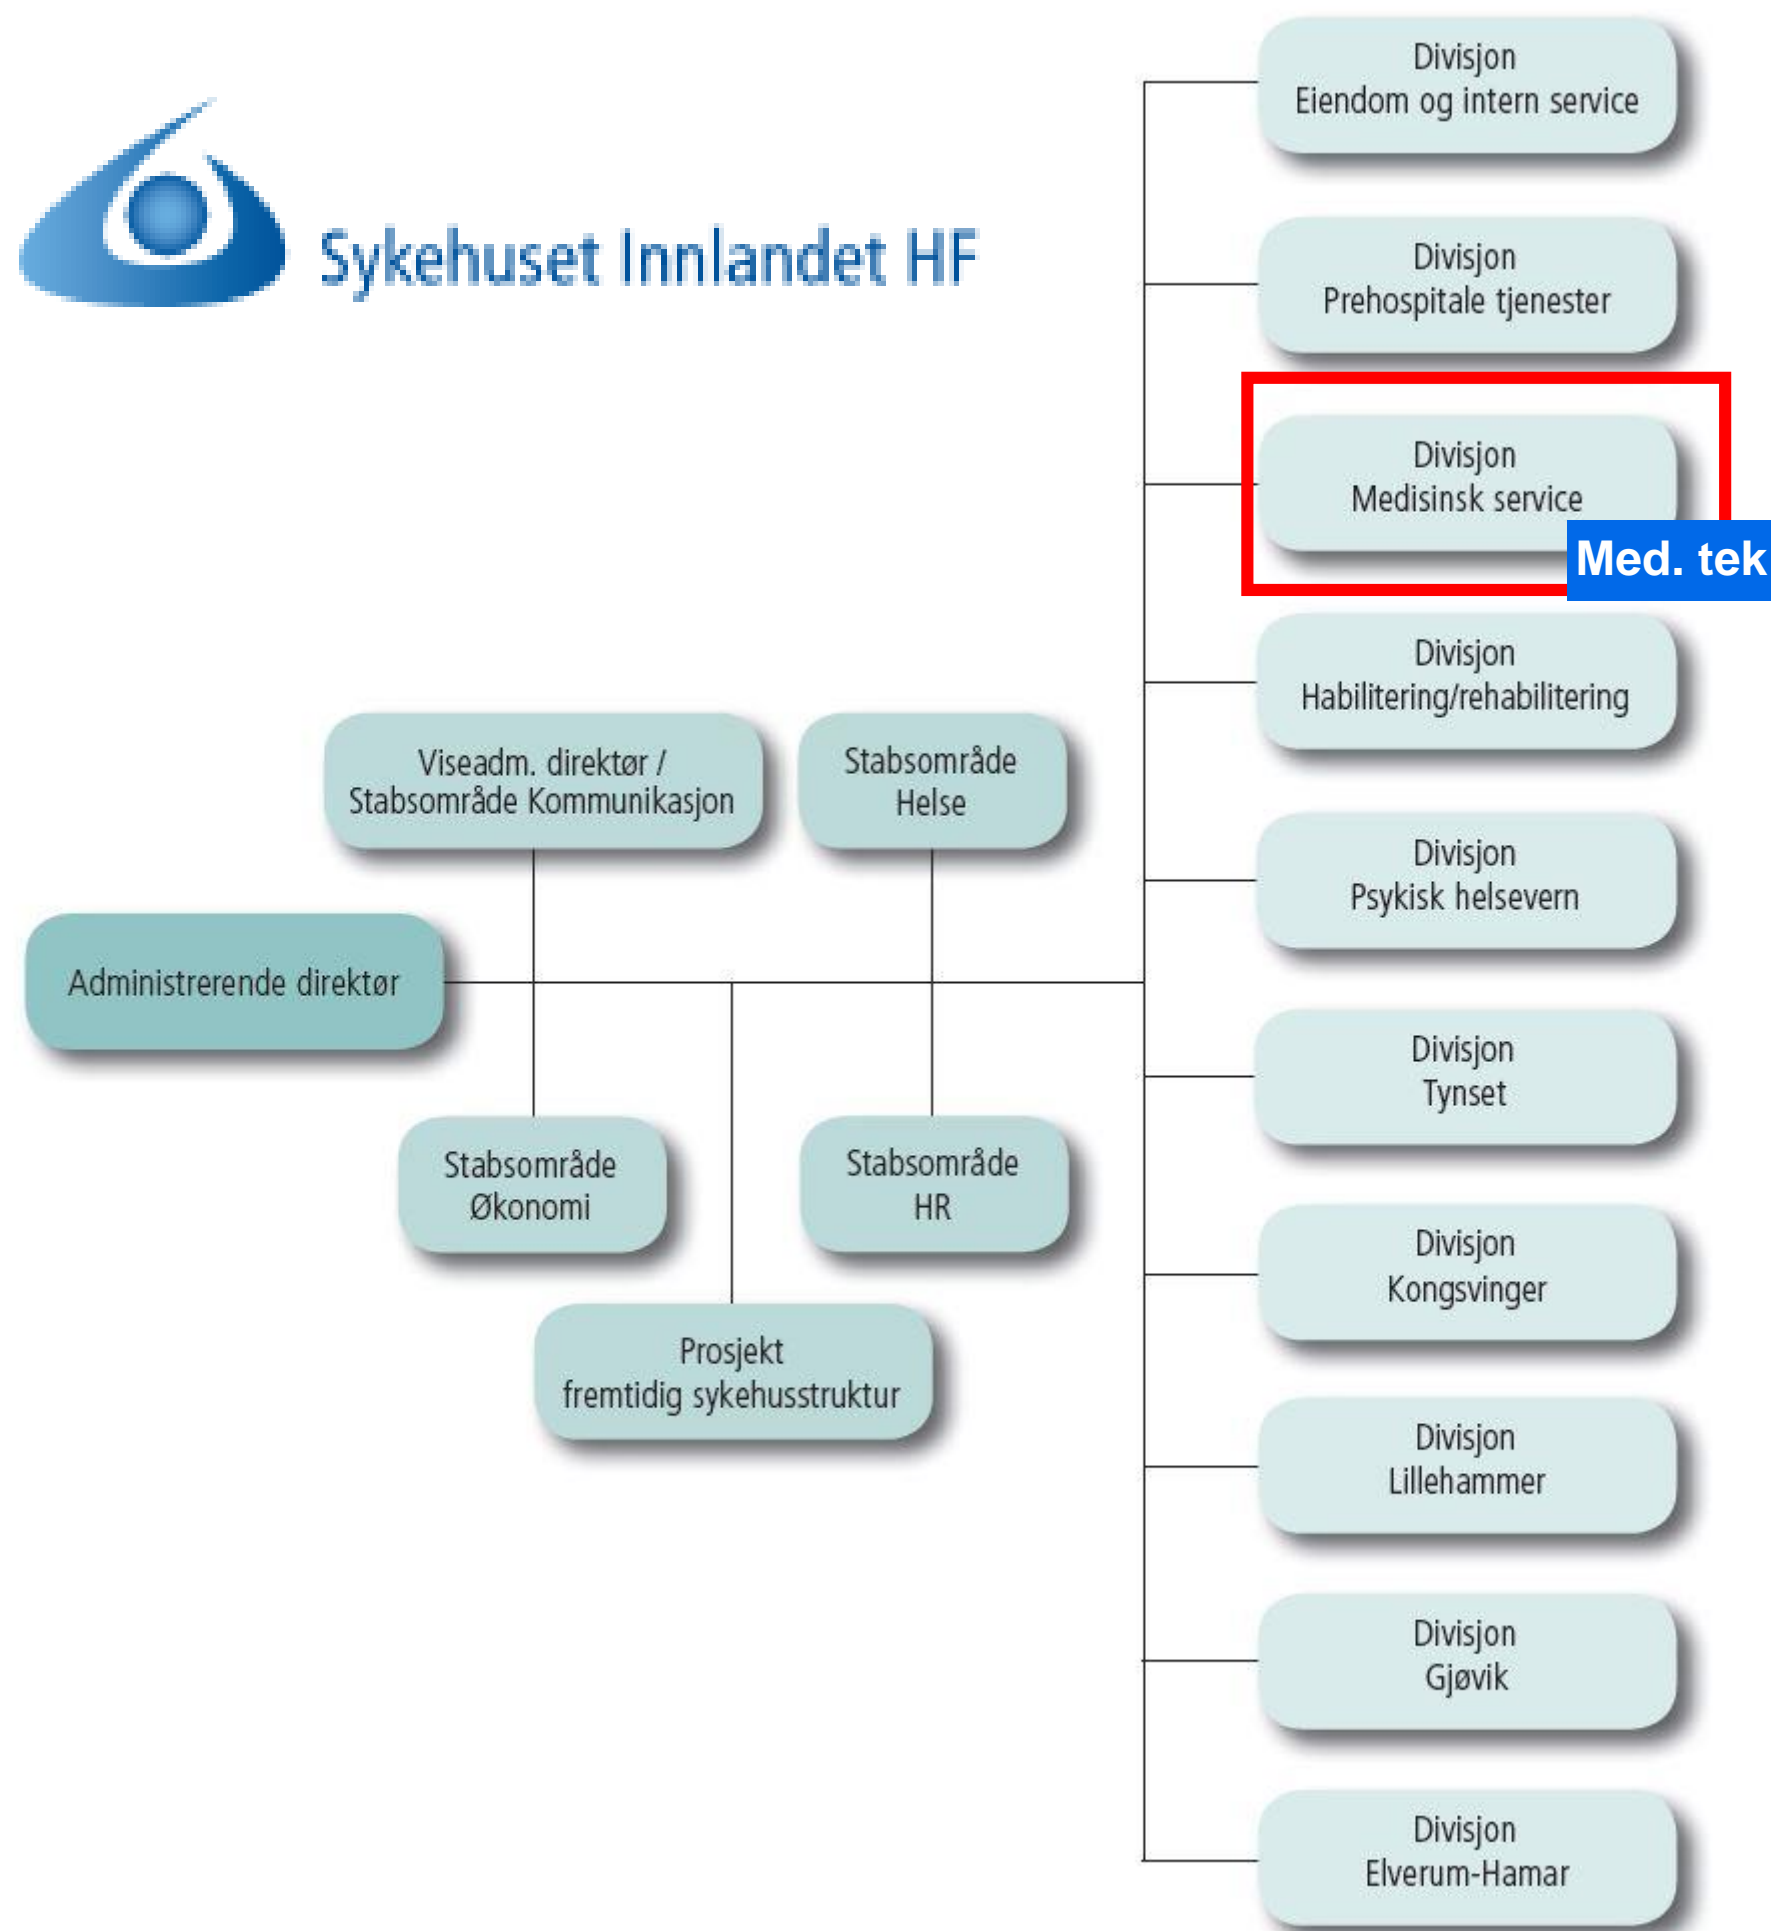 Sykehuset Innlandet HF
Divisjon
Eiendom og intern service
Divisjon
Prehospitale tjenester
Divisjon
Medisinsk service
Med. tek
Divisjon
Habilitering/rehabilitering
Divisjon
Psykisk helsevern
Divisjon
Tynset
Divisjon
Kongsvinger
Divisjon
Lillehammer
Divisjon
Gjøvik
Divisjon
Elverum-Hamar
Viseadm. direktør /
Stabsområde Kommunikasjon
Stabsområde
Helse
Administrerende direktør
Stabsområde
Økonomi
Stabsområde
HR
Prosjekt
fremtidig sykehusstruktur